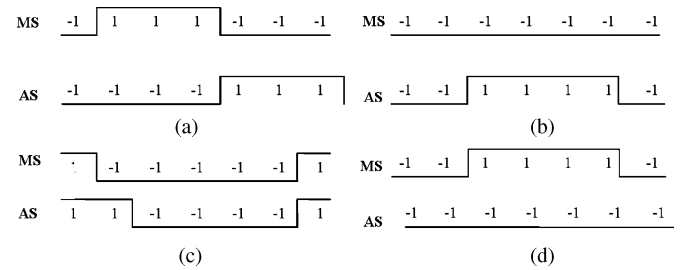 MS -1 1 1 1 -1 -1 -1
MS -1 -1 -1 -1 -1 -1 -1
AS -1 -1 -1 -1 1 1 1
AS -1 -1 1 1 1 1 -1
(a)
(b)
MS -1 -1 -1 -1 -1 1
MS -1 -1 1 1 1 1 -1
AS 1 1 -1 -1 -1 -1 1
AS -1 -1 -1 -1 -1 -1 -1
(c)
(d)